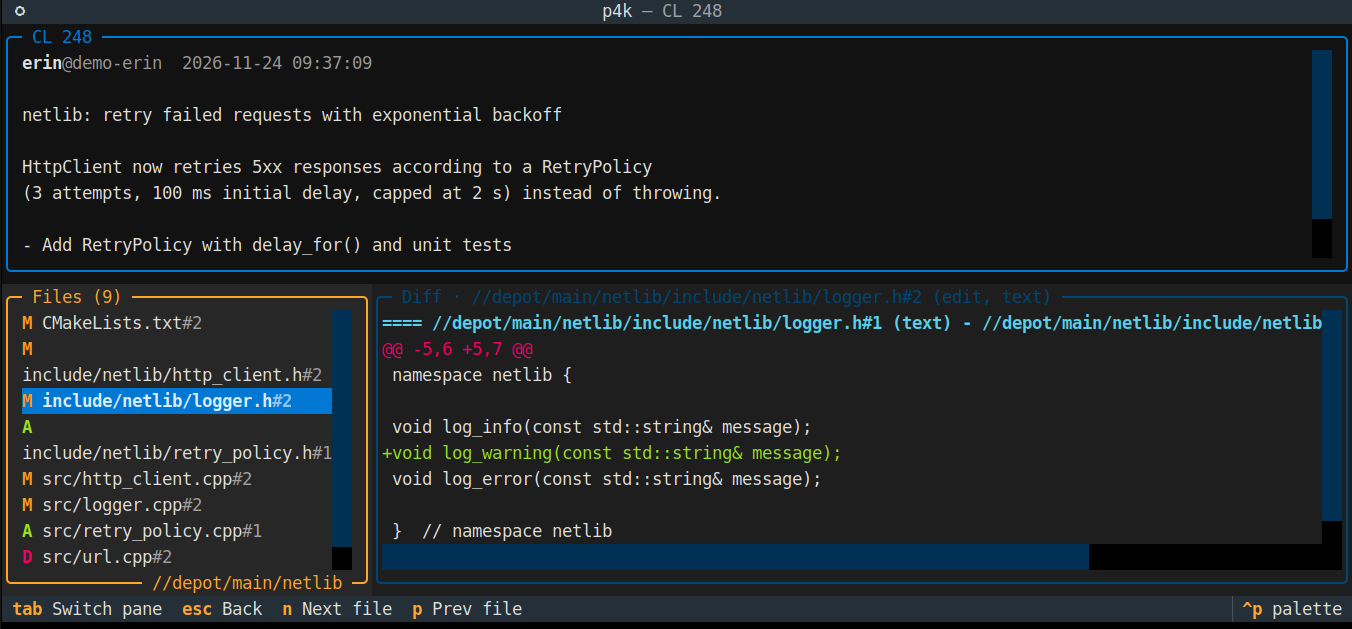 p4k — CL 248
CL 248
erin@demo-erin  2026-11-24 09:37:09
netlib: retry failed requests with exponential backoff
HttpClient now retries 5xx responses according to a RetryPolicy
(3 attempts, 100 ms initial delay, capped at 2 s) instead of throwing.
- Add RetryPolicy with delay_for() and unit tests
Files (9)
M CMakeLists.txt#2
M
include/netlib/http_client.h#2
M include/netlib/logger.h#2
A
include/netlib/retry_policy.h#1
M src/http_client.cpp#2
M src/logger.cpp#2
A src/retry_policy.cpp#1
D src/url.cpp#2
//depot/main/netlib
Diff · //depot/main/netlib/include/netlib/logger.h#2 (edit, text)
==== //depot/main/netlib/include/netlib/logger.h#1 (text) - //depot/main/netlib/include/netlib
@@ -5,6 +5,7 @@
 namespace netlib {
 void log_info(const std::string& message);
+void log_warning(const std::string& message);
 void log_error(const std::string& message);
 }  // namespace netlib
tab Switch pane  esc Back  n Next file  p Prev file  ^p palette